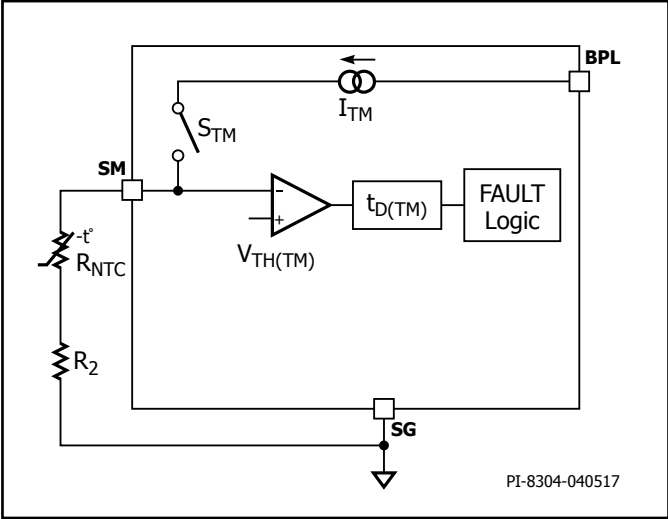 BPL
I_TM
S_TM
SM
-
+
t_D(TM)
FAULT
Logic
V_TH(TM)
-t°
R_NTC
R_2
SG
PI-8304-040517